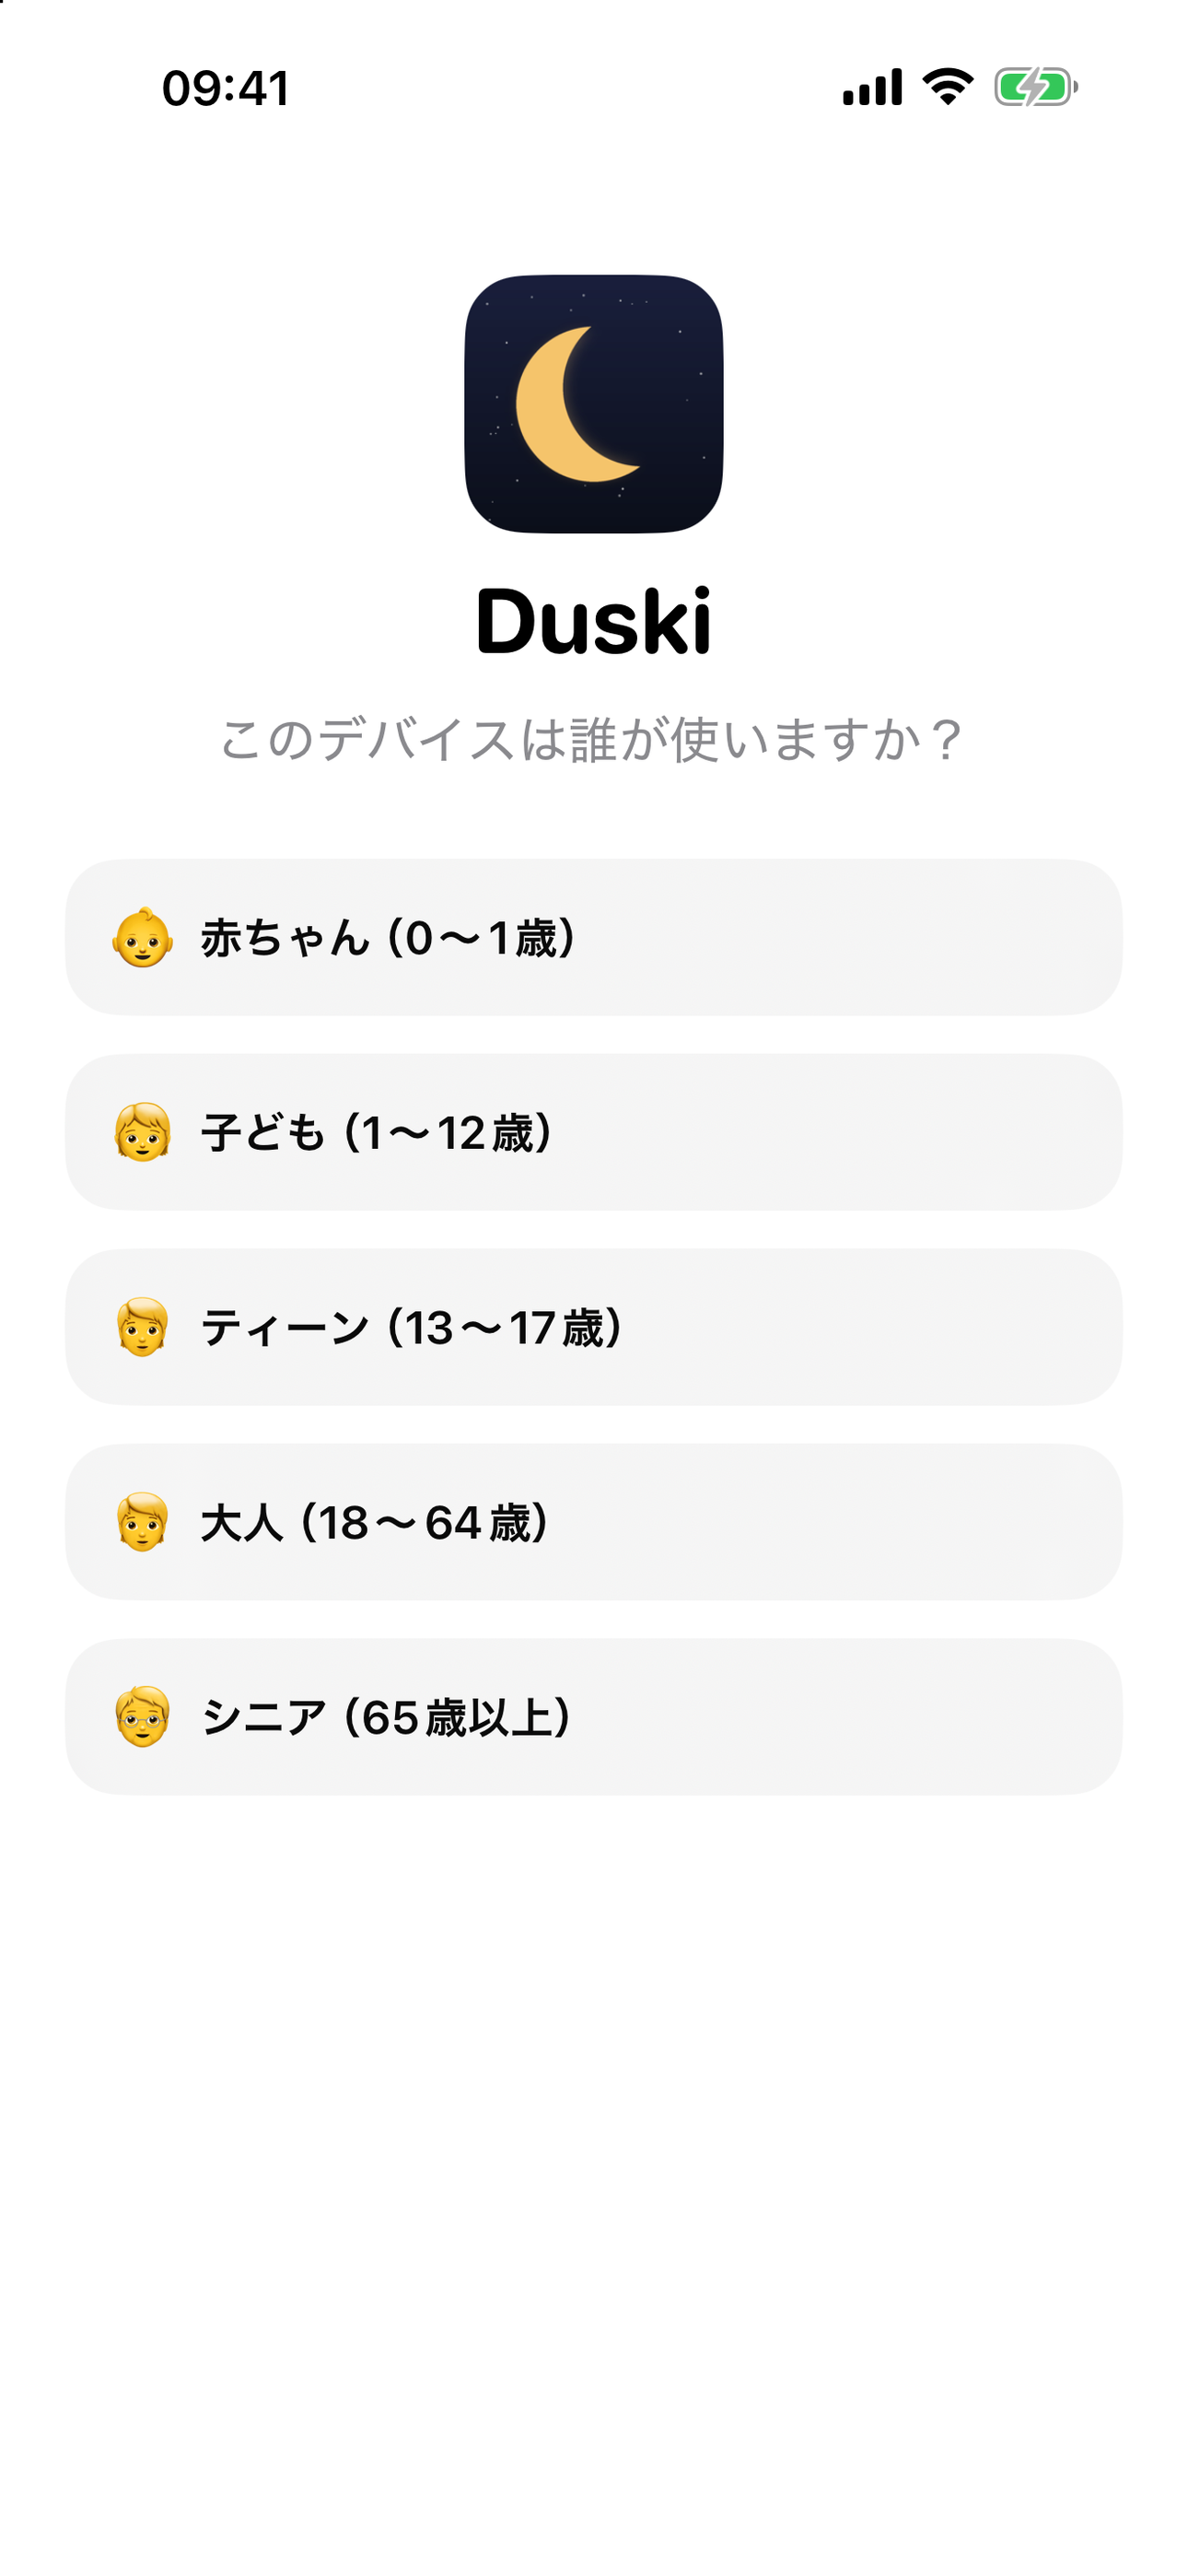 09:41
Duski
このデバイスは誰が使いますか？
赤ちゃん（0〜1歳）
子ども（1〜12歳）
ティーン（13〜17歳）
大人（18〜64歳）
シニア（65歳以上）